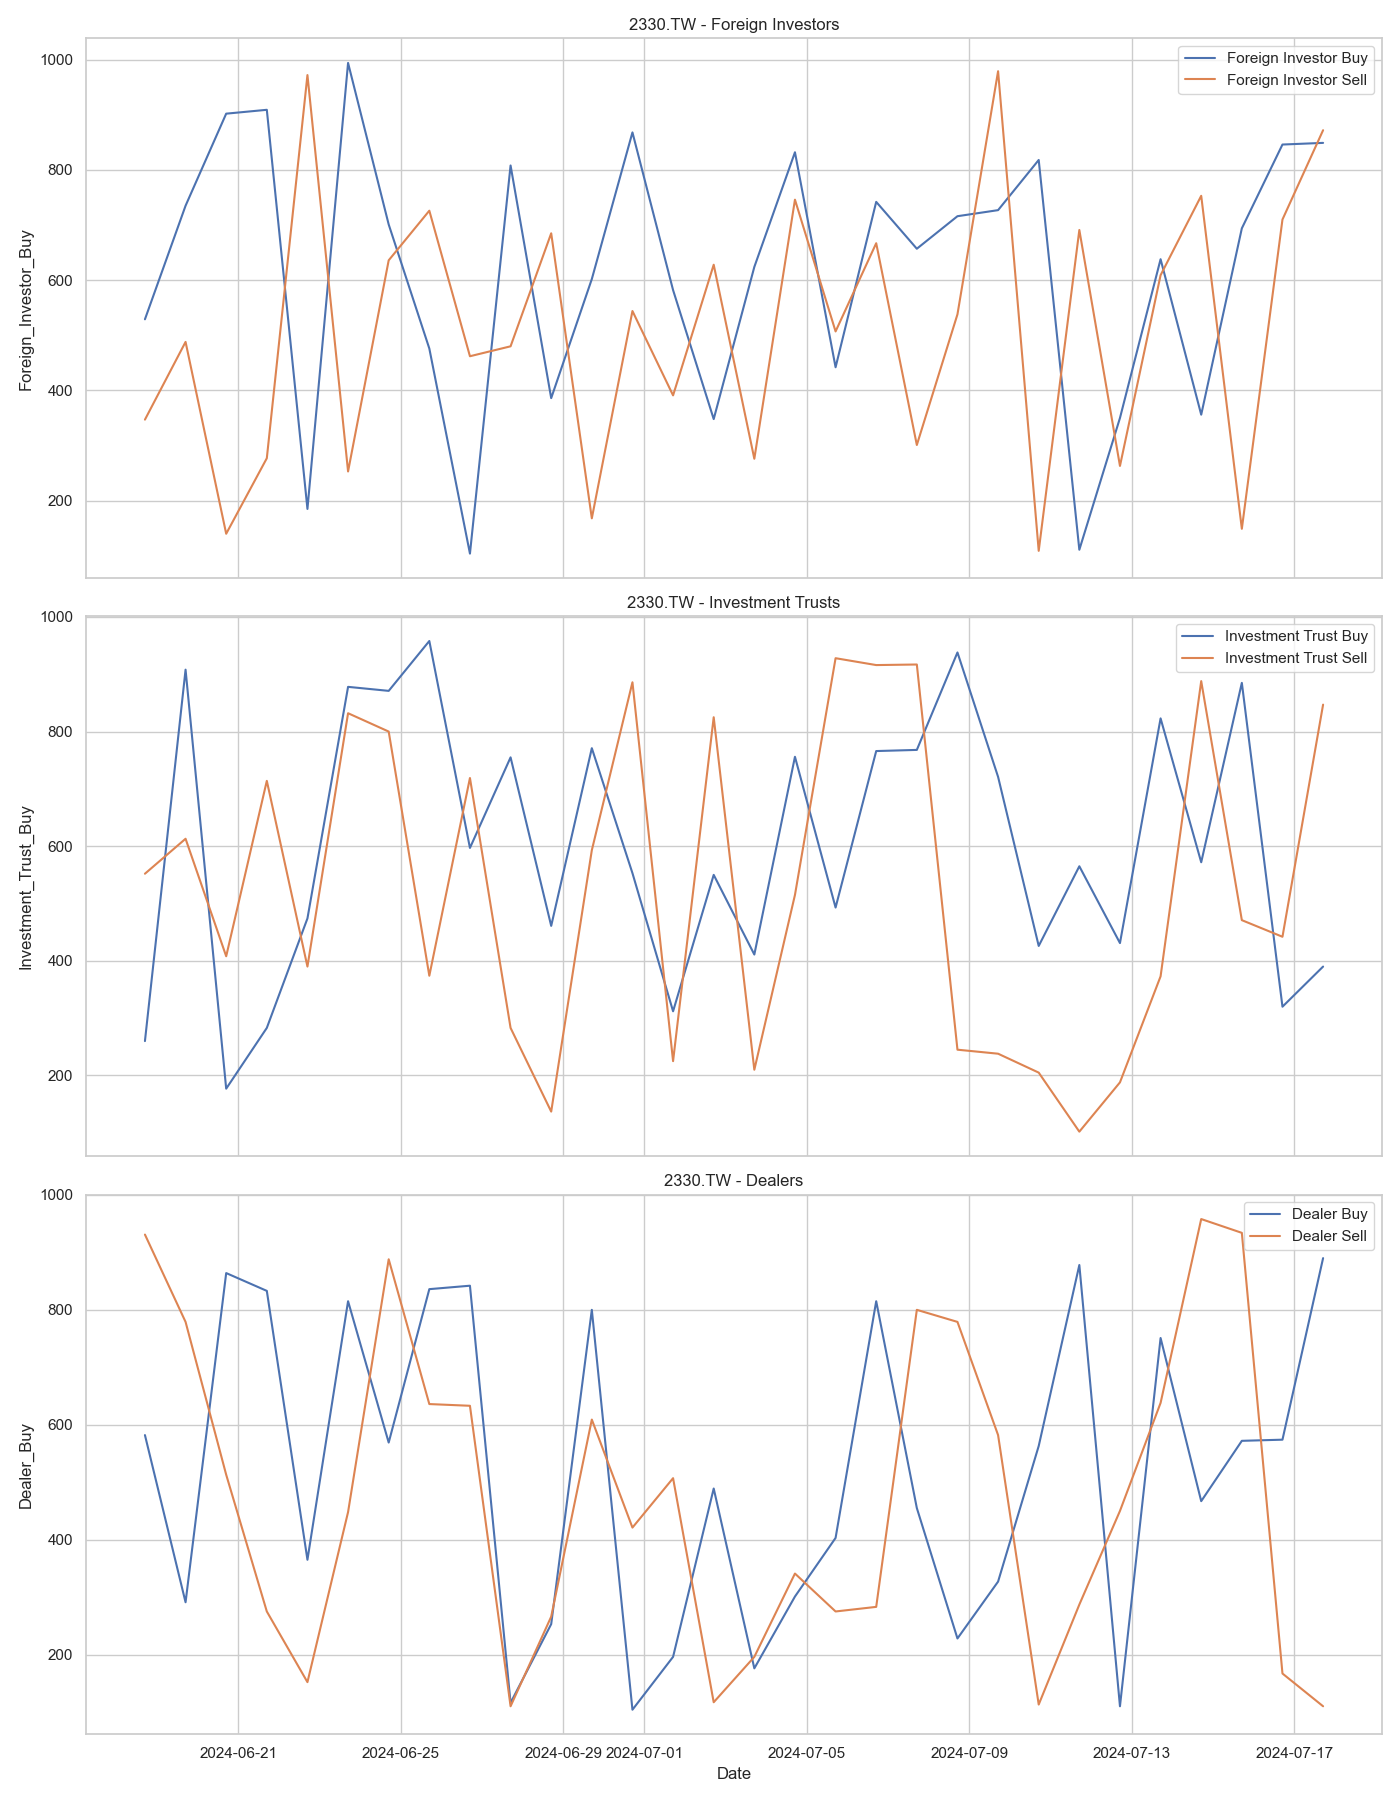 2330.TW - Foreign Investors
Foreign Investor Buy
Foreign Investor Sell
Foreign_Investor_Buy
1000
800
600
400
200
2330.TW - Investment Trusts
Investment Trust Buy
Investment Trust Sell
Investment_Trust_Buy
1000
800
600
400
200
2330.TW - Dealers
Dealer Buy
Dealer Sell
Dealer_Buy
1000
800
600
400
200
2024-06-21 2024-06-25 2024-06-29 2024-07-01 2024-07-05 2024-07-09 2024-07-13 2024-07-17
Date